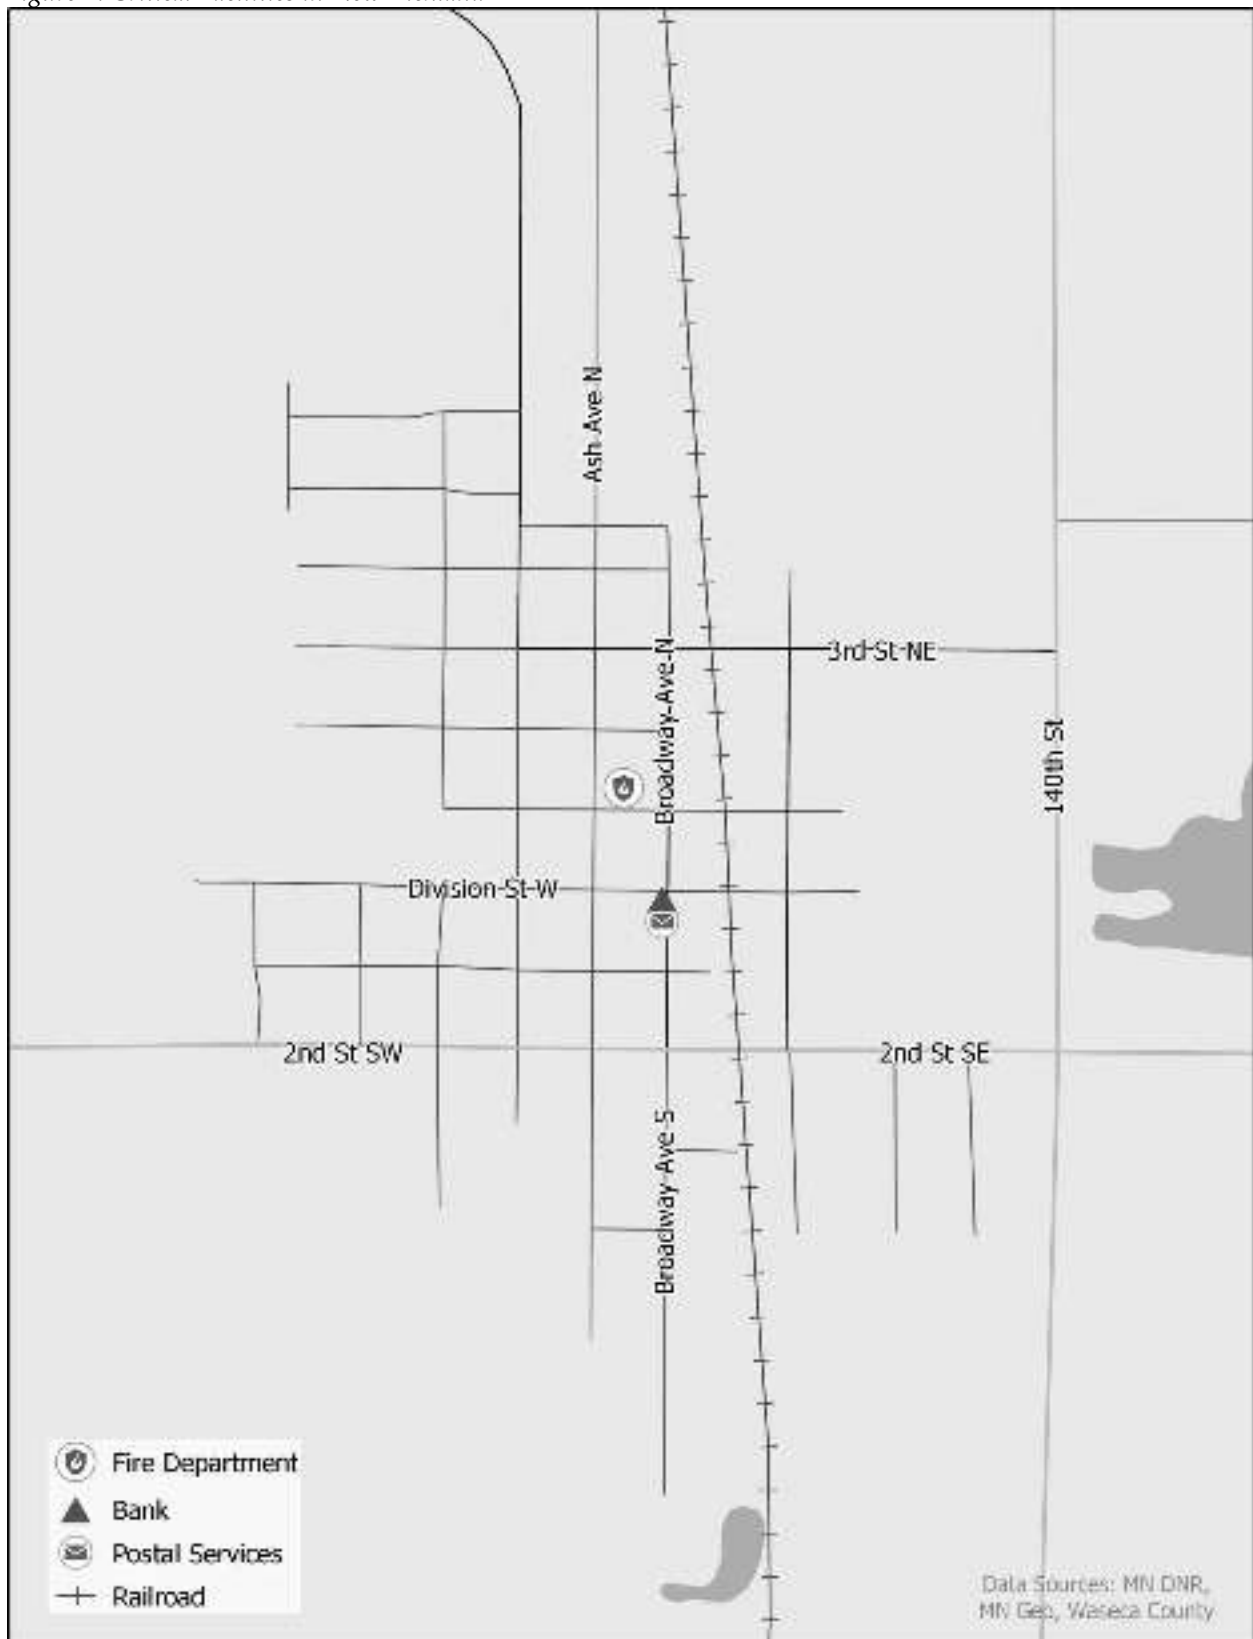 Ash Ave N
Broadway Ave N
3rd St NE
140th St
Division St W
2nd St SW
2nd St SE
Broadway Ave S
Fire Department
Bank
Postal Services
Railroad
Data Sources: MN DNR,
MN Geo, Waseca County